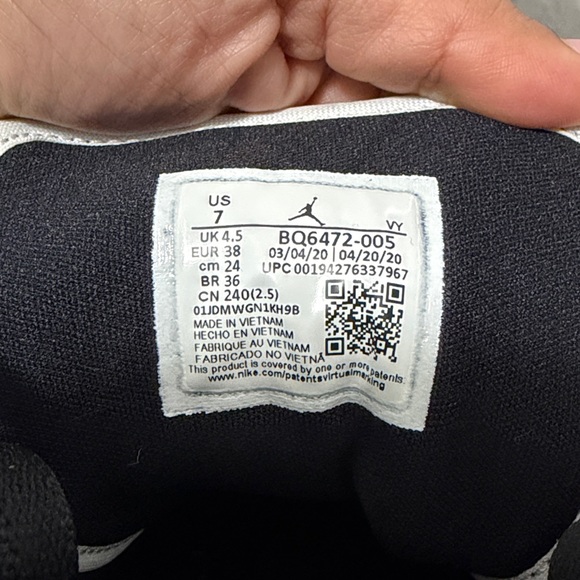 US
7
VY
UK 4.5
EUR 38
cm 24
BR 36
CN 240(2.5)
BQ6472-005
03/04/20 | 04/20/20
UPC 00194276337967
01JDMWGN1KH9B
MADE IN VIETNAM
HECHO EN VIETNAM
FABRIQUE AU VIETNAM
FABRICADO NO VIETNÃ
This product is covered by one or more patents.
www.nike.com/patentsvirtualmarking